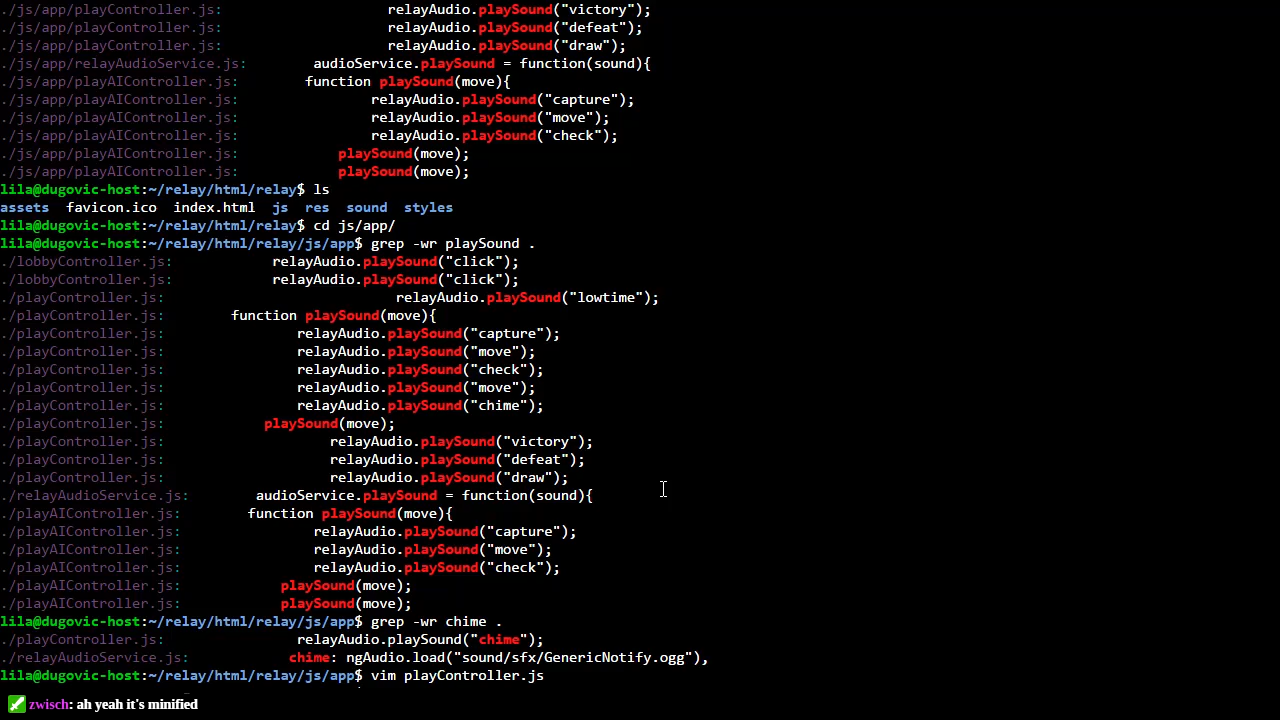 ./js/app/playController.js:                    relayAudio.playSound("victory");
./js/app/playController.js:                    relayAudio.playSound("defeat");
./js/app/playController.js:                    relayAudio.playSound("draw");
./js/app/relayAudioService.js:        audioService.playSound = function(sound){
./js/app/playAIController.js:        function playSound(move){
./js/app/playAIController.js:                relayAudio.playSound("capture");
./js/app/playAIController.js:                relayAudio.playSound("move");
./js/app/playAIController.js:                relayAudio.playSound("check");
./js/app/playAIController.js:            playSound(move);
./js/app/playAIController.js:            playSound(move);
lila@dugovic-host:~/relay/html/relay$ ls
assets  favicon.ico  index.html  js  res  sound  styles
lila@dugovic-host:~/relay/html/relay$ cd js/app/
lila@dugovic-host:~/relay/html/relay/js/app$ grep -wr playSound .
./lobbyController.js:            relayAudio.playSound("click");
./lobbyController.js:            relayAudio.playSound("click");
./playController.js:                            relayAudio.playSound("lowtime");
./playController.js:        function playSound(move){
./playController.js:                relayAudio.playSound("capture");
./playController.js:                relayAudio.playSound("move");
./playController.js:                relayAudio.playSound("check");
./playController.js:                relayAudio.playSound("move");
./playController.js:                relayAudio.playSound("chime");
./playController.js:            playSound(move);
./playController.js:                    relayAudio.playSound("victory");
./playController.js:                    relayAudio.playSound("defeat");
./playController.js:                    relayAudio.playSound("draw");
./relayAudioService.js:        audioService.playSound = function(sound){
./playAIController.js:        function playSound(move){
./playAIController.js:                relayAudio.playSound("capture");
./playAIController.js:                relayAudio.playSound("move");
./playAIController.js:                relayAudio.playSound("check");
./playAIController.js:            playSound(move);
./playAIController.js:            playSound(move);
lila@dugovic-host:~/relay/html/relay/js/app$ grep -wr chime .
./playController.js:                relayAudio.playSound("chime");
./relayAudioService.js:            chime: ngAudio.load("sound/sfx/GenericNotify.ogg"),
lila@dugovic-host:~/relay/html/relay/js/app$ vim playController.js
zwisch: ah yeah it's minified